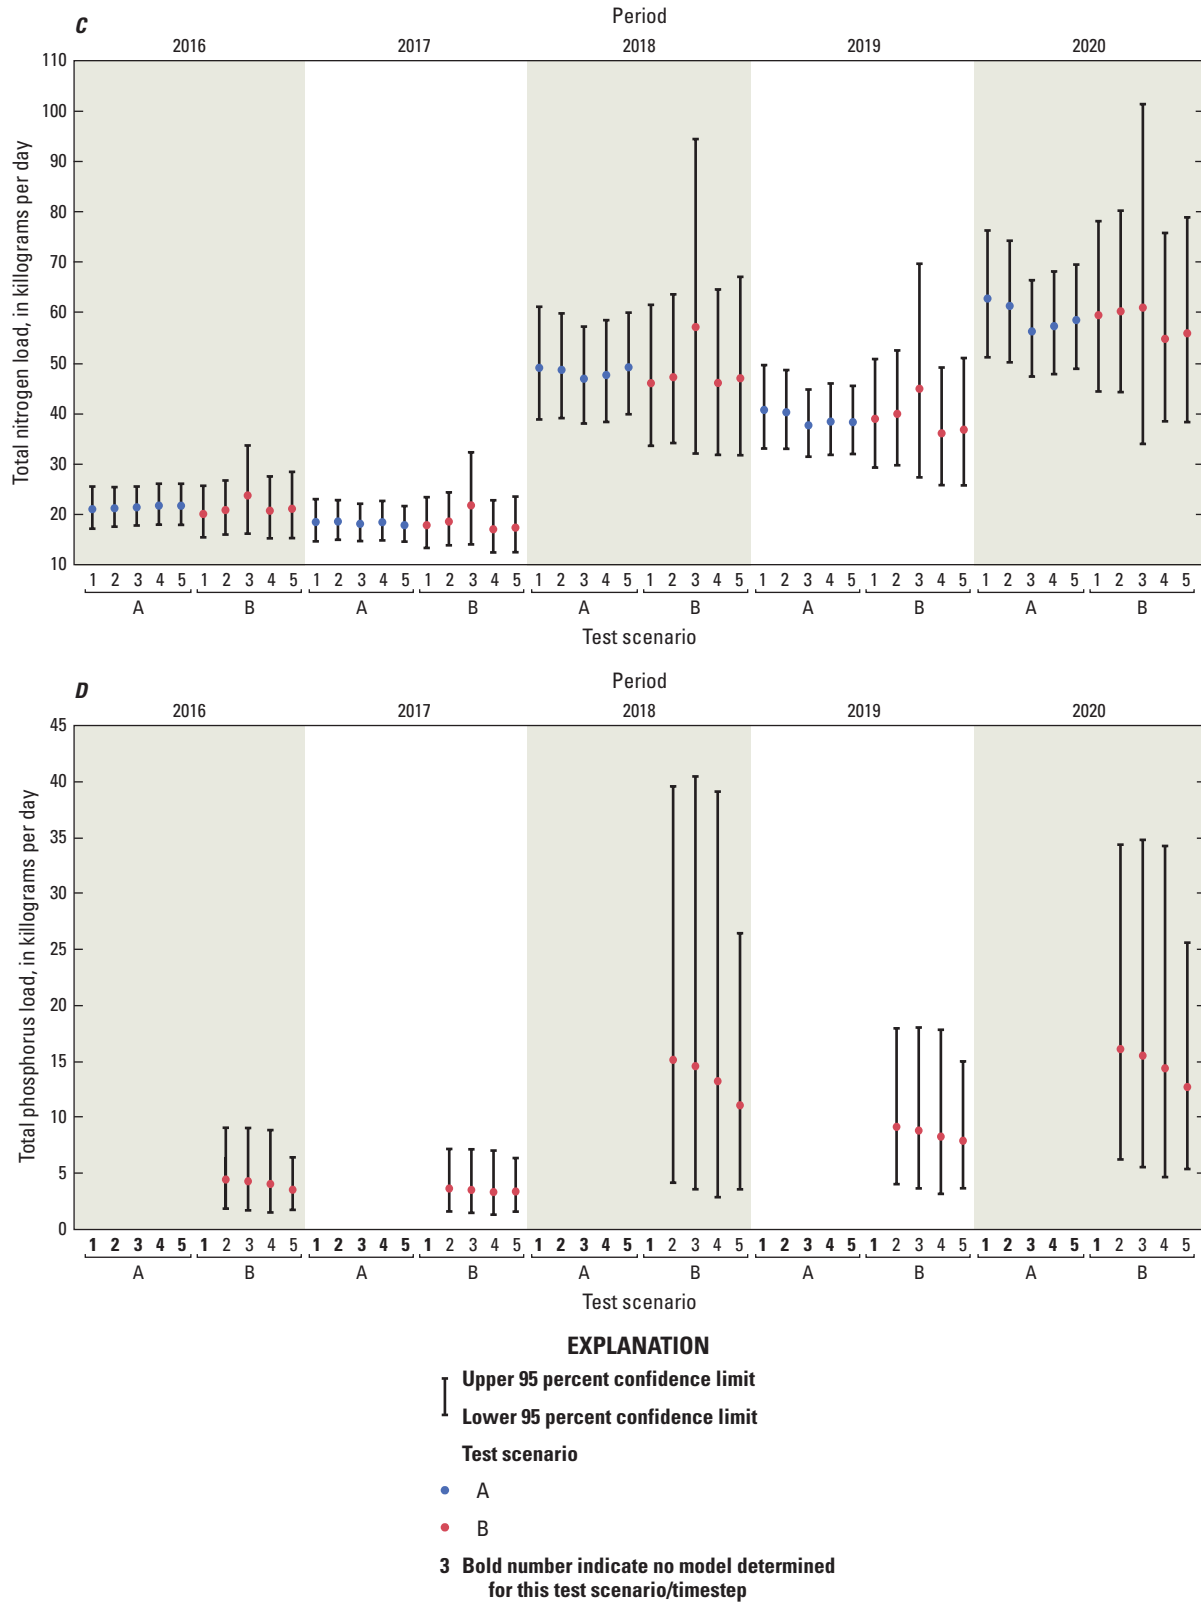 C
Period
2016 2017 2018 2019 2020
110
100
90
80
70
60
50
40
30
20
10
Total nitrogen load, in kilograms per day
1 2 3 4 5 1 2 3 4 5 1 2 3 4 5 1 2 3 4 5 1 2 3 4 5 1 2 3 4 5 1 2 3 4 5 1 2 3 4 5 1 2 3 4 5 1 2 3 4 5
A B A B A B A B A B
Test scenario
D
Period
2016 2017 2018 2019 2020
45
40
35
30
25
20
15
10
5
0
Total phosphorus load, in killograms per day
1 2 3 4 5 1 2 3 4 5 1 2 3 4 5 1 2 3 4 5 1 2 3 4 5 1 2 3 4 5 1 2 3 4 5 1 2 3 4 5 1 2 3 4 5 1 2 3 4 5
A B A B A B A B A B
Test scenario
EXPLANATION
Upper 95 percent confidence limit
Lower 95 percent confidence limit
Test scenario
A
B
3 Bold number indicate no model determined
for this test scenario/timestep